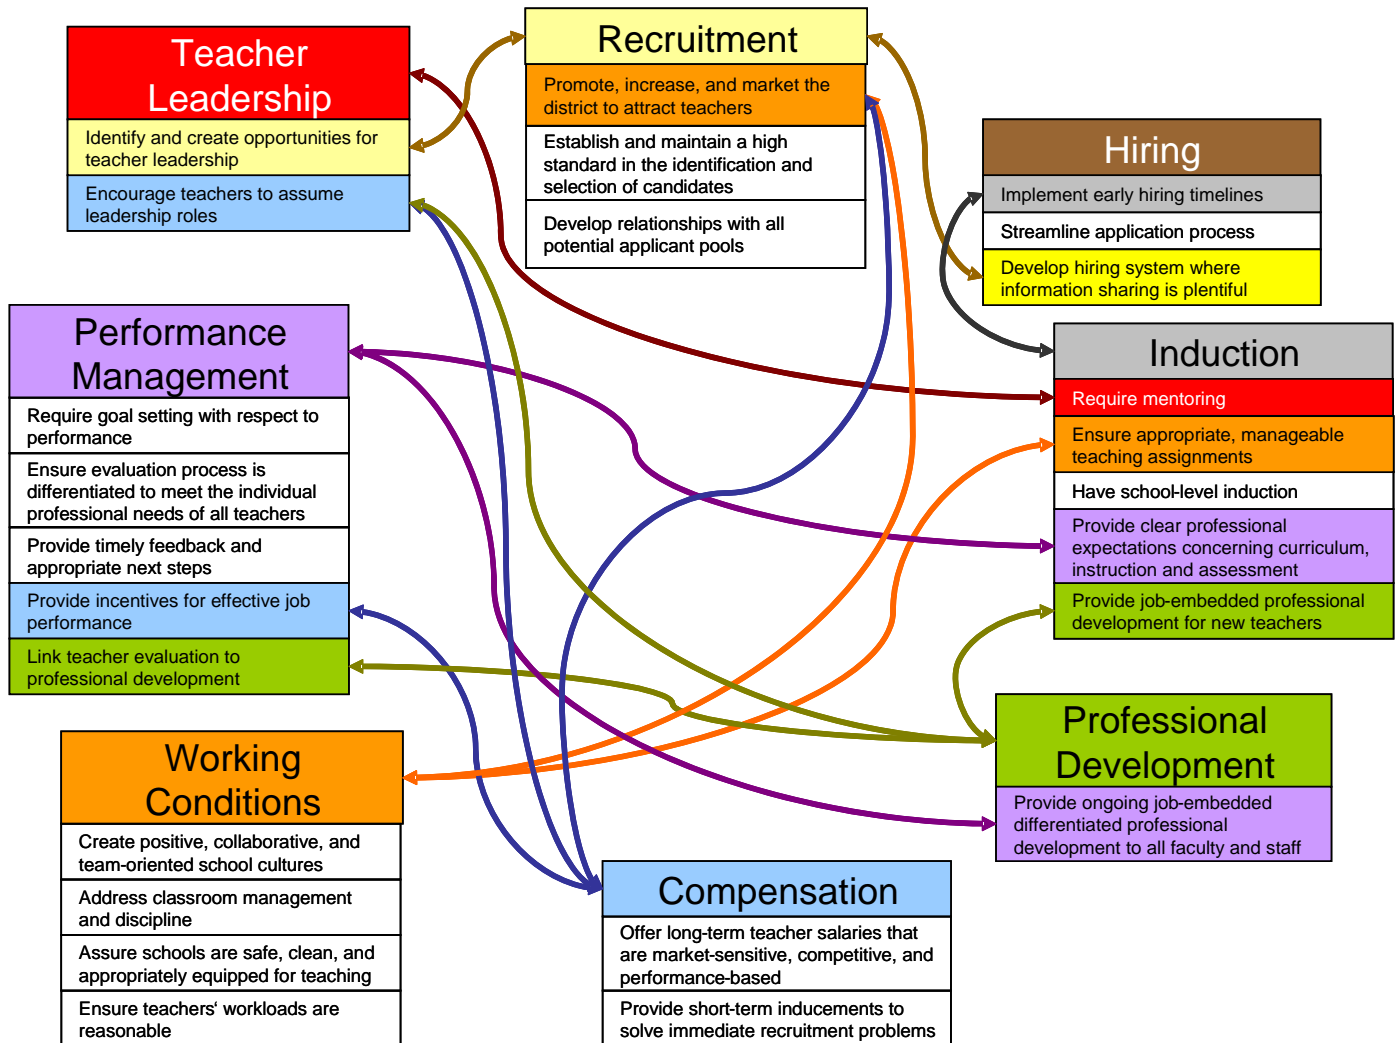 Teacher
Leadership
Identify and create opportunities for
teacher leadership
Encourage teachers to assume
leadership roles
Recruitment
Promote, increase, and market the
district to attract teachers
Establish and maintain a high
standard in the identification and
selection of candidates
Develop relationships with all
potential applicant pools
Hiring
Implement early hiring timelines
Streamline application process
Develop hiring system where
information sharing is plentiful
Performance
Management
Require goal setting with respect to
performance
Ensure evaluation process is
differentiated to meet the individual
professional needs of all teachers
Provide timely feedback and
appropriate next steps
Provide incentives for effective job
performance
Link teacher evaluation to
professional development
Induction
Require mentoring
Ensure appropriate, manageable
teaching assignments
Have school-level induction
Provide clear professional
expectations concerning curriculum,
instruction and assessment
Provide job-embedded professional
development for new teachers
Working
Conditions
Create positive, collaborative, and
team-oriented school cultures
Address classroom management
and discipline
Assure schools are safe, clean, and
appropriately equipped for teaching
Ensure teachers‘ workloads are
reasonable
Compensation
Offer long-term teacher salaries that
are market-sensitive, competitive, and
performance-based
Provide short-term inducements to
solve immediate recruitment problems
Professional
Development
Provide ongoing job-embedded
differentiated professional
development to all faculty and staff